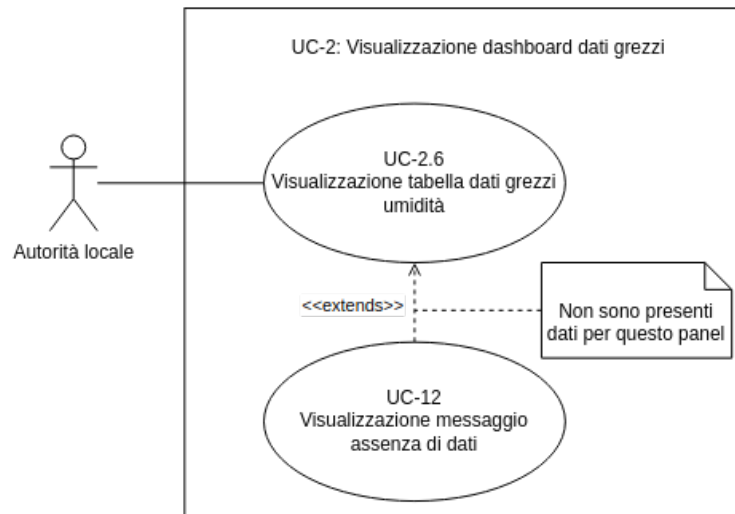 UC-2: Visualizzazione dashboard dati grezzi
UC-2.6
Visualizzazione tabella dati grezzi
umidità
Autorità locale
<<extends>>
Non sono presenti
dati per questo panel
UC-12
Visualizzazione messaggio
assenza di dati